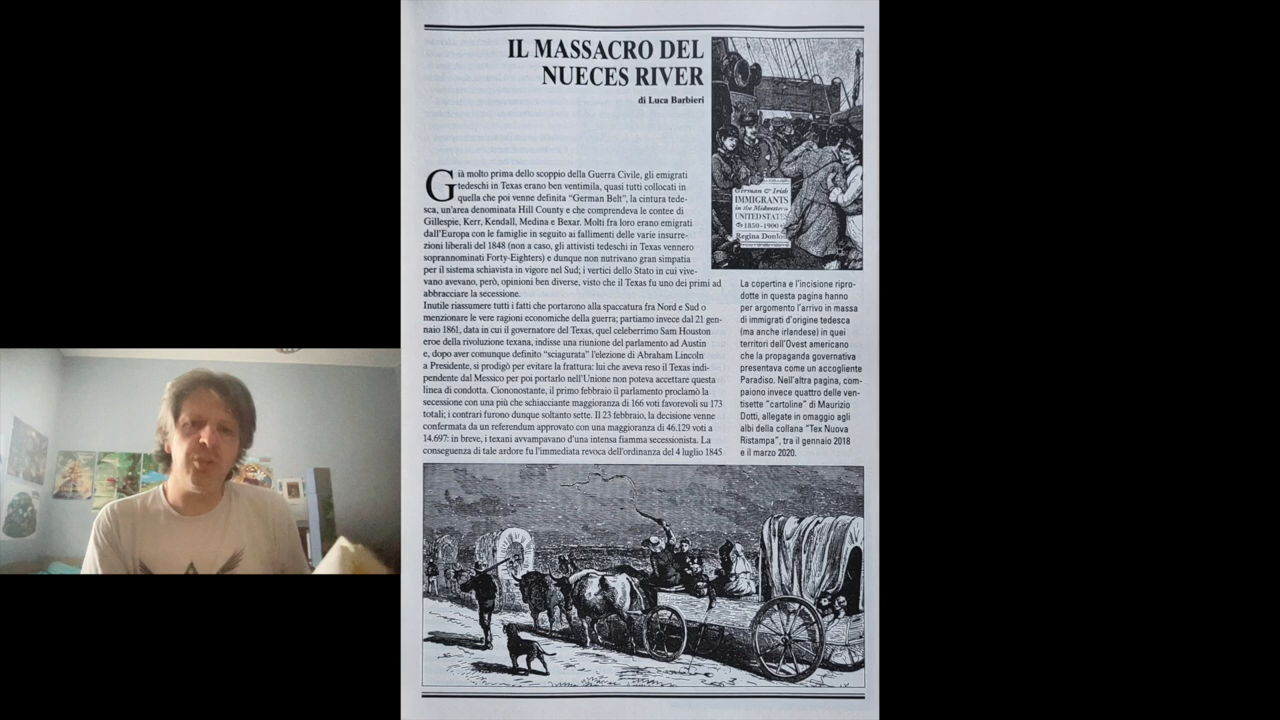 IL MASSACRO DEL
NUECES RIVER
di Luca Barbieri
Già molto prima dello scoppio della Guerra Civile, gli emigrati
tedeschi in Texas erano ben ventimila, quasi tutti collocati in
quella che poi venne definita “German Belt”, la cintura tede-
sca, un'area denominata Hill County e che comprendeva le contee di
Gillespie, Kerr, Kendall, Medina e Bexar. Molti fra loro erano emigrati
dall'Europa con le famiglie in seguito ai fallimenti delle varie insurre-
zioni liberali del 1848 (non a caso, gli attivisti tedeschi in Texas vennero
soprannominati Forty-Eighters) e dunque non nutrivano gran simpatia
per il sistema schiavista in vigore nel Sud; i vertici dello Stato in cui vive-
vano avevano, però, opinioni ben diverse, visto che il Texas fu uno dei primi ad
abbracciare la secessione.
Inutile riassumere tutti i fatti che portarono alla spaccatura fra Nord e Sud o
menzionare le vere ragioni economiche della guerra; partiamo invece dal 21 gen-
naio 1861, data in cui il governatore del Texas, quel celeberrimo Sam Houston
eroe della rivoluzione texana, indisse una riunione del parlamento ad Austin
e, dopo aver comunque definito “sciagurata” l'elezione di Abraham Lincoln
a Presidente, si prodigò per evitare la frattura: lui che aveva reso il Texas indi-
pendente dal Messico per poi portarlo nell'Unione non poteva accettare questa
linea di condotta. Ciononostante, il primo febbraio il parlamento proclamò la
secessione con una più che schiacciante maggioranza di 166 voti favorevoli su 173
totali; i contrari furono dunque soltanto sette. Il 23 febbraio, la decisione venne
confermata da un referendum approvato con una maggioranza di 46.129 voti a
14.697: in breve, i texani avvampavano d'una intensa fiamma secessionista. La
conseguenza di tale ardore fu l'immediata revoca dell'ordinanza del 4 luglio 1845
German & Irish
IMMIGRANTS
in the Midwestern
UNITED STATES
1850-1900
Regina Donlon
La copertina e l'incisione ripro-
dotte in questa pagina hanno
per argomento l'arrivo in massa
di immigrati d'origine tedesca
(ma anche irlandese) in quei
territori dell'Ovest americano
che la propaganda governativa
presentava come un accogliente
Paradiso. Nell'altra pagina, com-
paiono invece quattro delle ven-
tisette “cartoline” di Maurizio
Dotti, allegate in omaggio agli
albi della collana “Tex Nuova
Ristampa”, tra il gennaio 2018
e il marzo 2020.